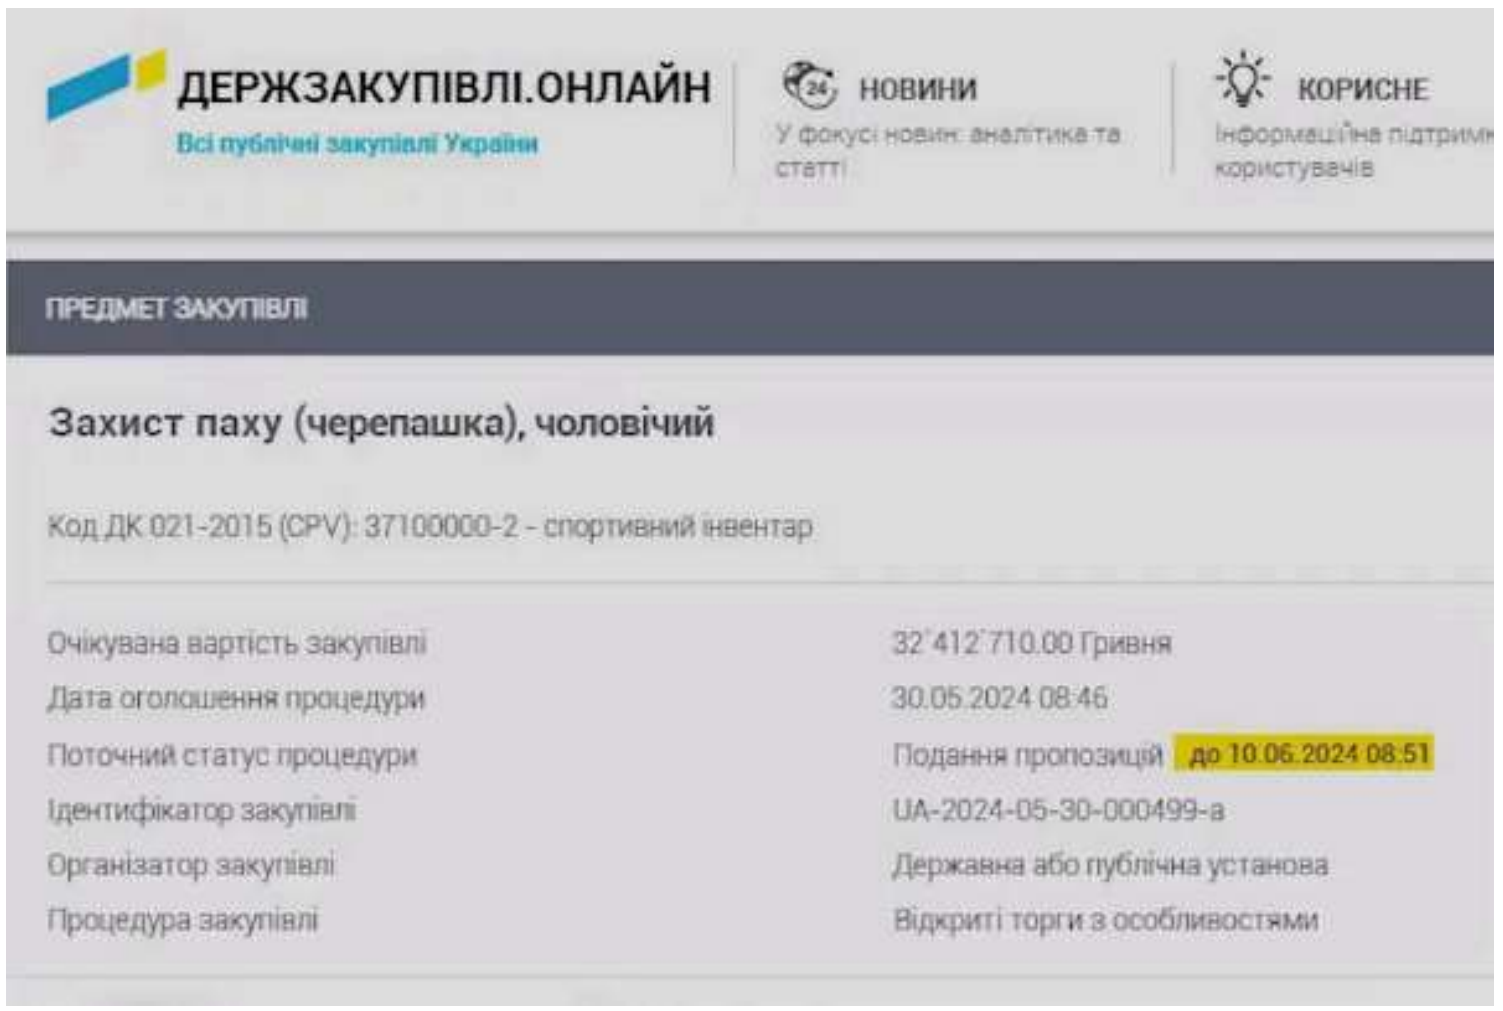 ДЕРЖЗАКУПІВЛІ.ОНЛАЙН
Всі публічні закупівлі України
24
НОВИНИ
У фокусі новин: аналітика та
статті
КОРИСНЕ
Інформаційна підтримк
користувачів
ПРЕДМЕТ ЗАКУПІВЛІ
Захист паху (черепашка), чоловічий
Код ДК 021-2015 (CPV): 37100000-2 - спортивний інвентар
Очікувана вартість закупівлі 32`412`710.00 Гривня
Дата оголошення процедури 30.05.2024 08:46
Поточний статус процедури Подання пропозицій до 10.06.2024 08:51
Ідентифікатор закупівлі UA-2024-05-30-000499-a
Організатор закупівлі Державна або публічна установа
Процедура закупівлі Відкриті торги з особливостями